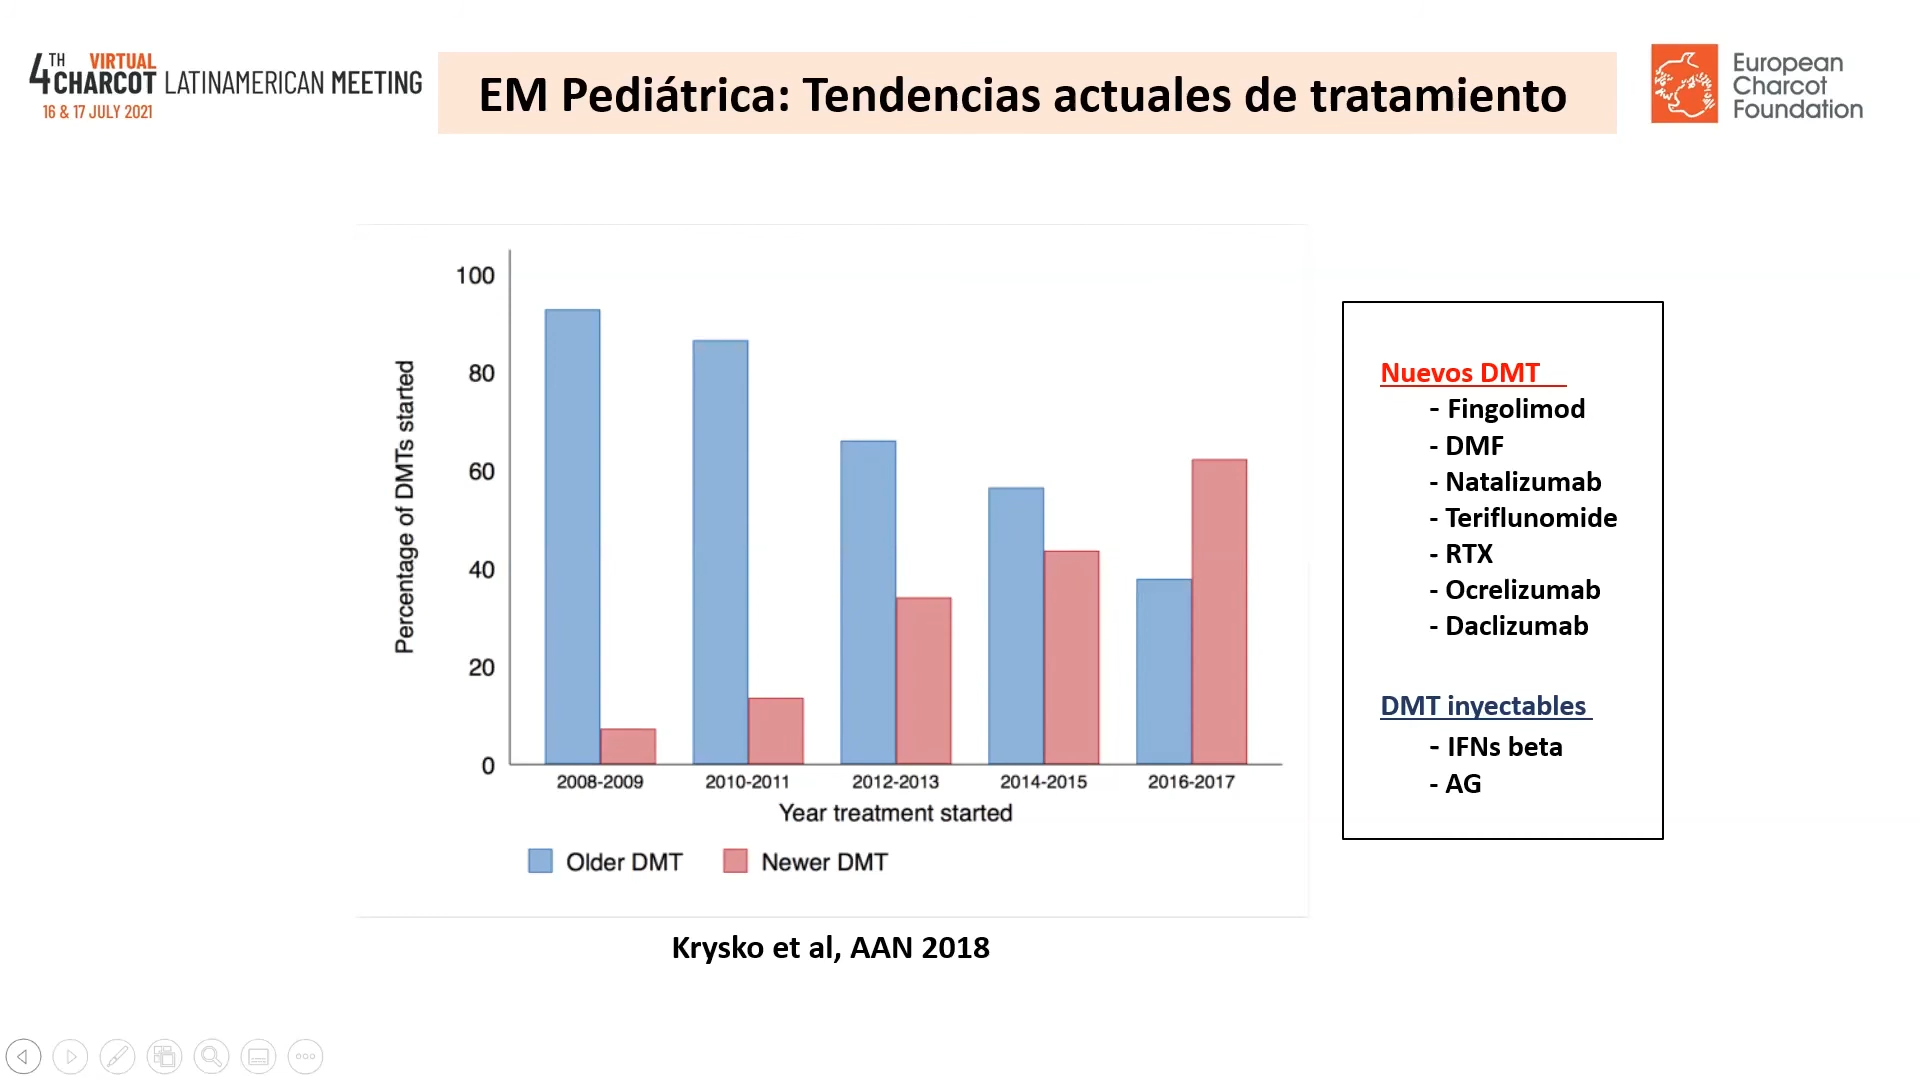 4TH VIRTUAL
CHARCOT LATINAMERICAN MEETING
16 & 17 JULY 2021
EM Pediátrica: Tendencias actuales de tratamiento
European
Charcot
Foundation
Percentage of DMTs started
100
80
60
40
20
0
2008-2009 2010-2011 2012-2013 2014-2015 2016-2017
Year treatment started
Older DMT Newer DMT
Krysko et al, AAN 2018
Nuevos DMT
- Fingolimod
- DMF
- Natalizumab
- Teriflunomide
- RTX
- Ocrelizumab
- Daclizumab
DMT inyectables
- IFNs beta
- AG